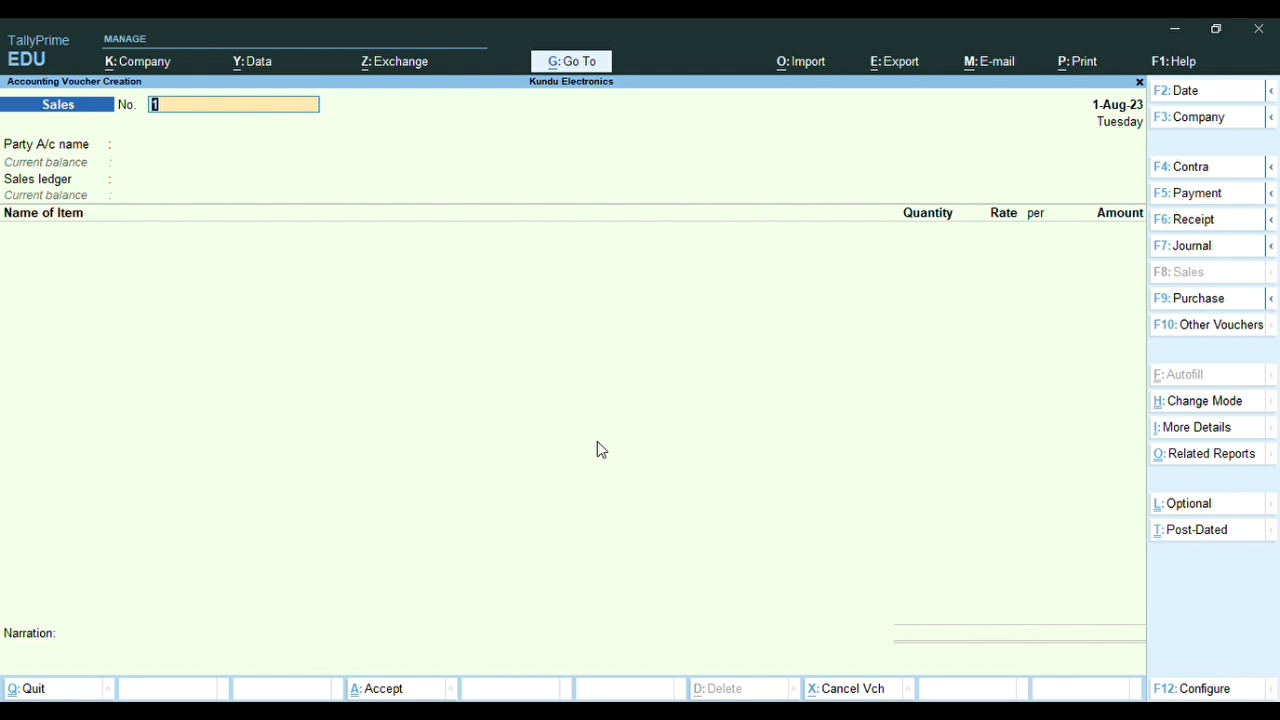 TallyPrime
EDU
MANAGE
K: Company
Y: Data
Z: Exchange
G: Go To
O: Import
E: Export
M: E-mail
P: Print
F1: Help
Accounting Voucher Creation
Kundu Electronics
Sales
No.
1
1-Aug-23
Tuesday
Party A/c name :
Current balance :
Sales ledger :
Current balance :
Name of Item
Quantity
Rate per
Amount
Narration:
F2: Date
F3: Company
F4: Contra
F5: Payment
F6: Receipt
F7: Journal
F8: Sales
F9: Purchase
F10: Other Vouchers
F: Autofill
H: Change Mode
I: More Details
O: Related Reports
L: Optional
T: Post-Dated
Q: Quit
A: Accept
D: Delete
X: Cancel Vch
F12: Configure